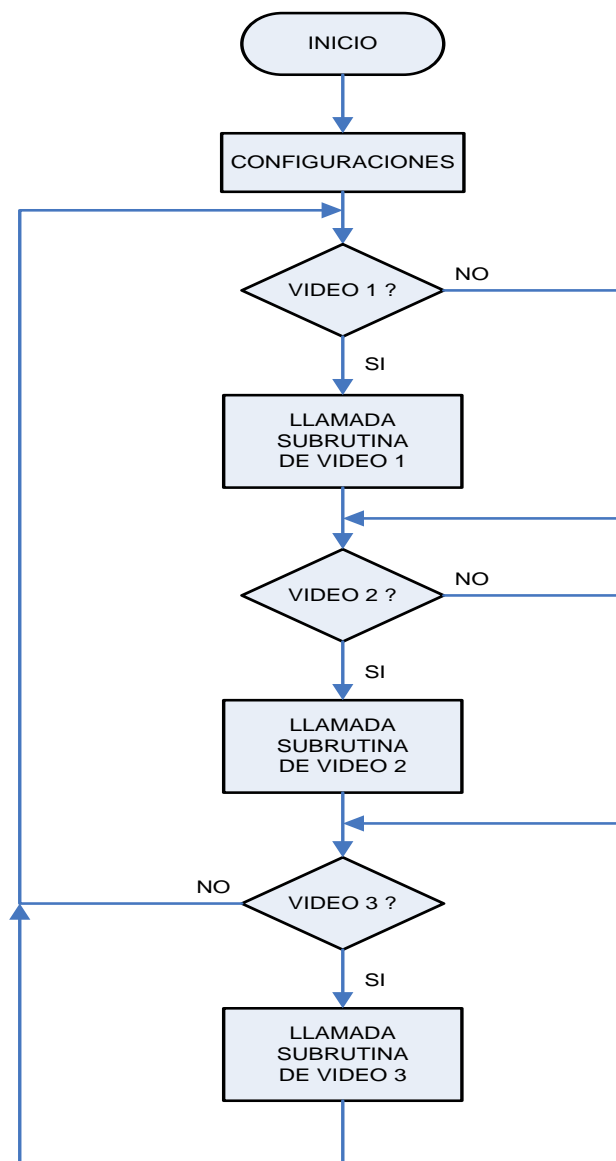 INICIO
CONFIGURACIONES
VIDEO 1 ?
NO
SI
LLAMADA
SUBRUTINA
DE VIDEO 1
VIDEO 2 ?
NO
SI
LLAMADA
SUBRUTINA
DE VIDEO 2
NO
VIDEO 3 ?
SI
LLAMADA
SUBRUTINA
DE VIDEO 3